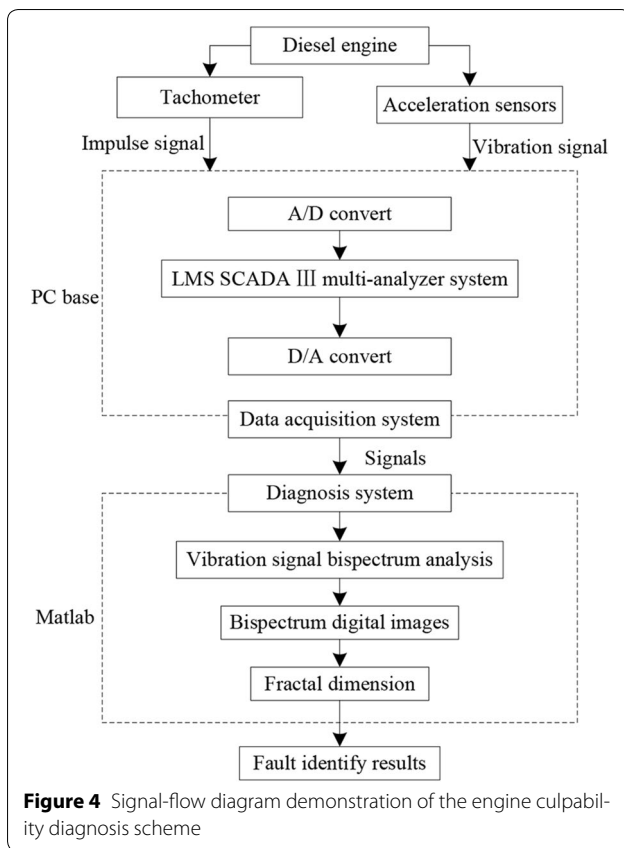 Diesel engine
Tachometer
Acceleration sensors
Impulse signal
Vibration signal
A/D convert
LMS SCADA III multi-analyzer system
PC base
D/A convert
Data acquisition system
Signals
Diagnosis system
Vibration signal bispectrum analysis
Matlab
Bispectrum digital images
Fractal dimension
Fault identify results
Figure 4 Signal-flow diagram demonstration of the engine culpabil-
ity diagnosis scheme